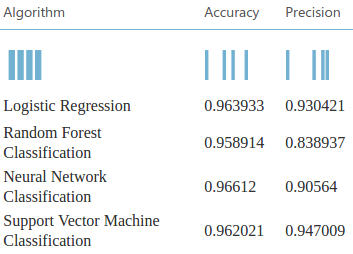 Algorithm Accuracy Precision
Logistic Regression 0.963933 0.930421
Random Forest
Classification 0.958914 0.838937
Neural Network
Classification 0.96612 0.90564
Support Vector Machine
Classification 0.962021 0.947009